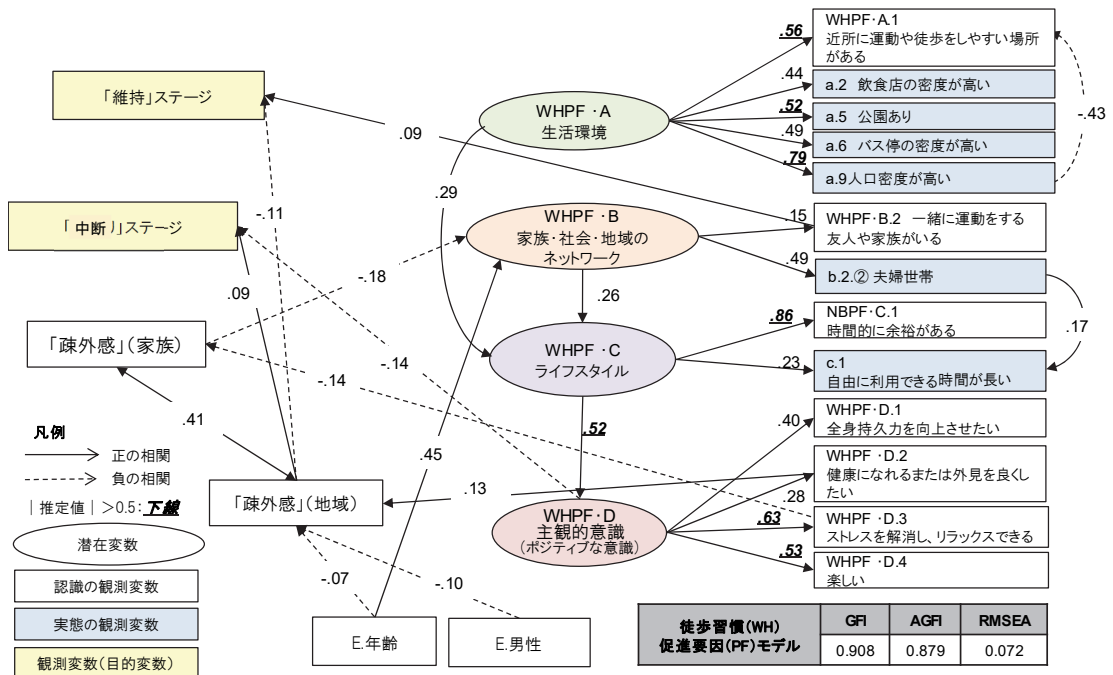 「維持」ステージ
「中断」ステージ
「疎外感」(家族)
「疎外感」(地域)
E.年齢
E.男性
WHPF・A
生活環境
WHPF・B
家族・社会・地域の
ネットワーク
WHPF・C
ライフスタイル
WHPF・D
主観的意識
(ポジティブな意識)
WHPF・A.1
近所に運動や徒歩をしやすい場所
がある
a.2 飲食店の密度が高い
a.5 公園あり
a.6 バス停の密度が高い
a.9人口密度が高い
WHPF・B.2 一緒に運動をする
友人や家族がいる
b.2.② 夫婦世帯
NBPF・C.1
時間的に余裕がある
c.1
自由に利用できる時間が長い
WHPF・D.1
全身持久力を向上させたい
WHPF・D.2
健康になれるまたは外見を良くし
たい
WHPF・D.3
ストレスを解消し、リラックスできる
WHPF・D.4
楽しい
.56
.44
.52
.49
.79
-.43
.09
.15
.49
.29
-.11
-.18
.26
.09
.86
.23
.17
-.14
-.14
.41
.45
.52
.40
.13
.28
.63
.53
-.07
-.10
凡例
正の相関
負の相関
|推定値|>0.5:下線
潜在変数
認識の観測変数
実態の観測変数
観測変数(目的変数)
徒歩習慣(WH)
促進要因(PF)モデル
GFI AGFI RMSEA
0.908 0.879 0.072